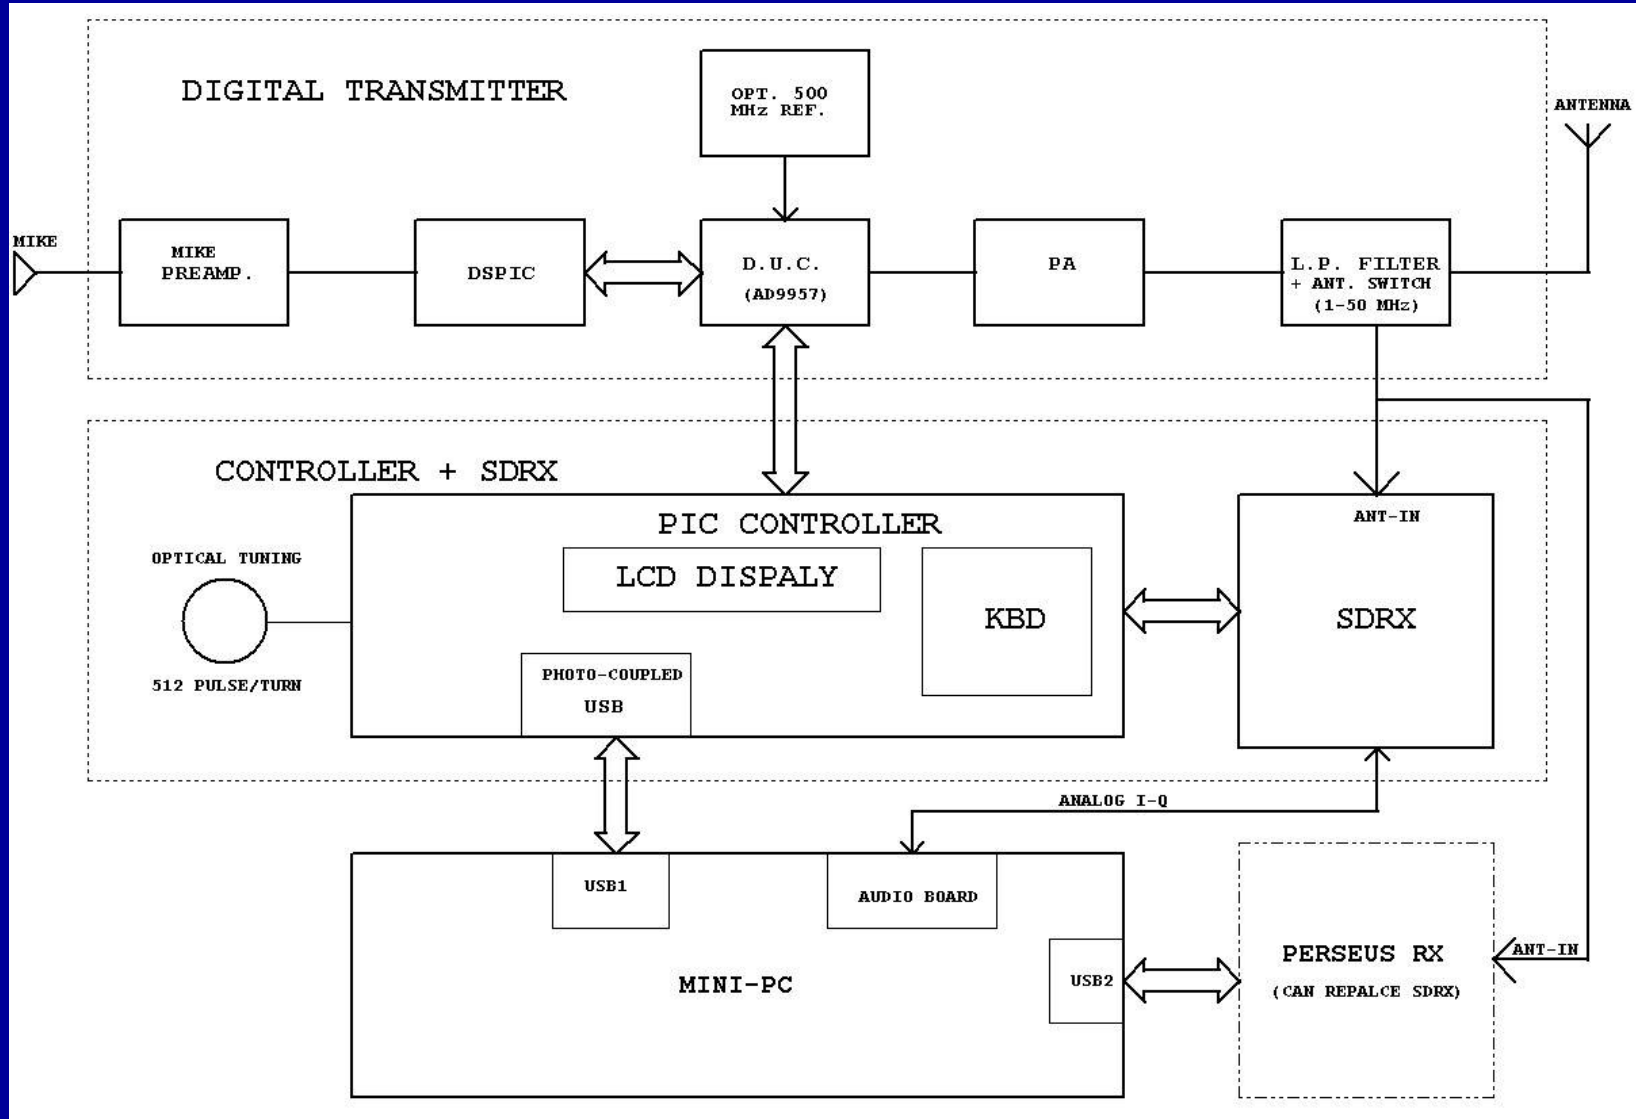 DIGITAL TRANSMITTER
OPT. 500
MHz REF.
ANTENNA
MIKE
MIKE
PREAMP.
DSPIC
D.U.C.
(AD9957)
PA
L.P. FILTER
+ ANT. SWITCH
(1-50 MHz)
CONTROLLER + SDRX
PIC CONTROLLER
LCD DISPALY
KBD
ANT-IN
SDRX
OPTICAL TUNING
512 PULSE/TURN
PHOTO-COUPLED
USB
ANALOG I-Q
USB1
AUDIO BOARD
MINI-PC
USB2
PERSEUS RX
(CAN REPALCE SDRX)
ANT-IN